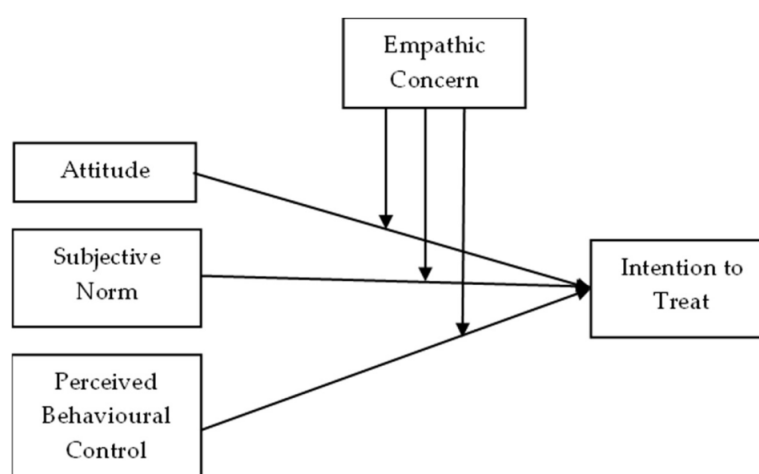 Empathic
Concern
Attitude
Subjective
Norm
Intention to
Treat
Perceived
Behavioural
Control